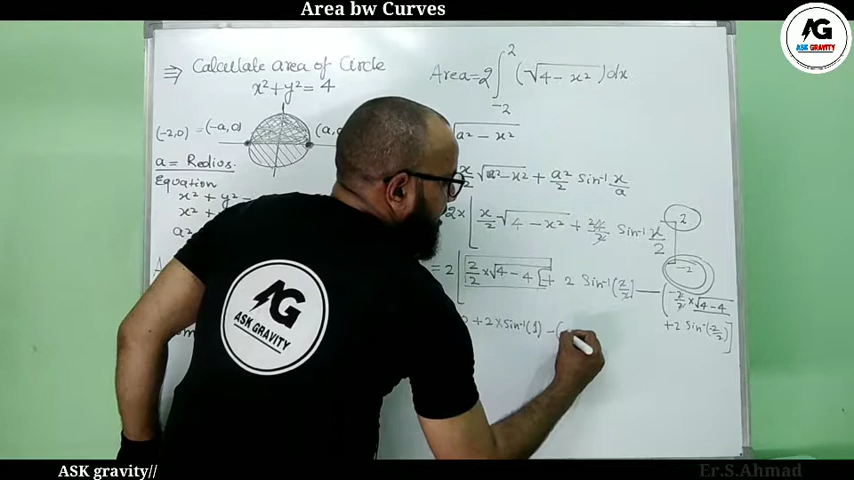 Area bw Curves
AG
ASK GRAVITY
⇛ Calculate area of Circle
x² + y² = 4
(-2,0) = (-a,0) (a,
a = Radius.
Equation
x² + y² =
x² +
a²
Area = 2 ∫₋₂² (√4 - x²) dx
√a² - x²
x/2 √a² - x² + a²/2 Sin⁻¹ x/a
2x [ x/2 √4 - x² + 4/2 Sin⁻¹ x/2
2
-2
= 2 [ 2/2 × √4 - 4 + 2 Sin⁻¹(2/2) - ( -2/2 × √4 - 4
+ 2 Sin⁻¹(-2/2) ]
+ 2 × Sin⁻¹(1) - (
AG
ASK GRAVITY
ASK gravity//
Er.S.Ahmad